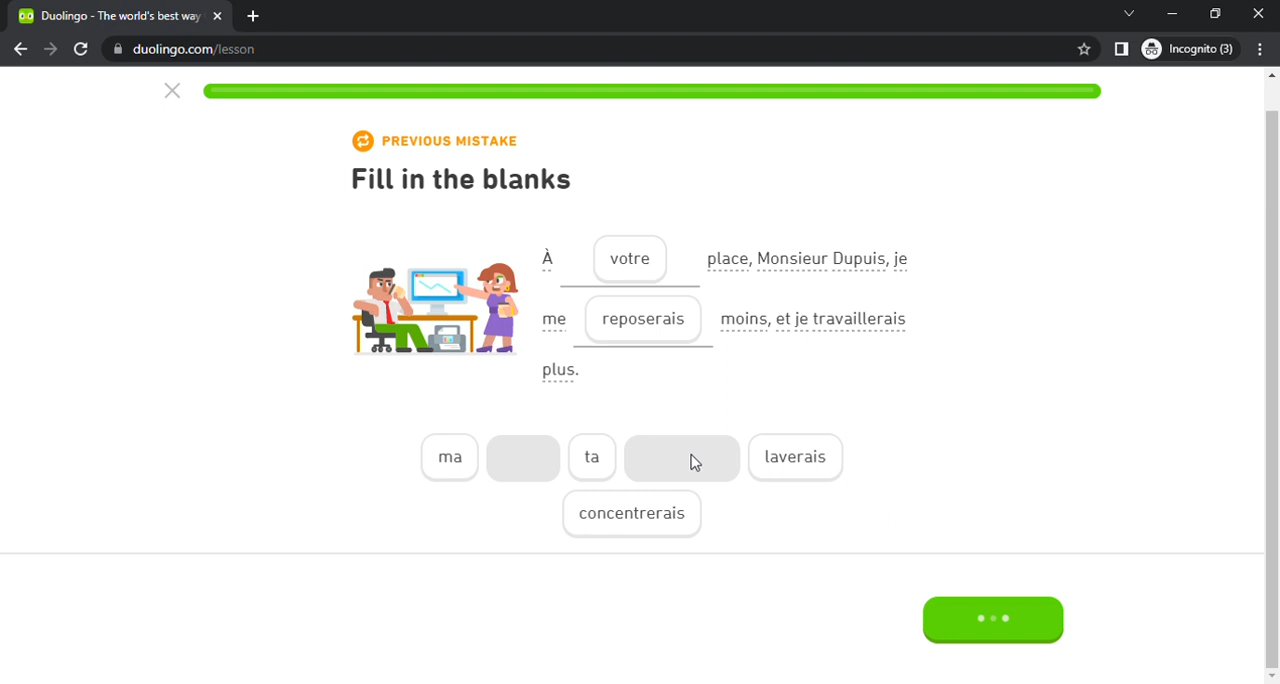 Duolingo - The world's best way
duolingo.com/lesson
Incognito (3)
PREVIOUS MISTAKE
Fill in the blanks
À votre place, Monsieur Dupuis, je
me reposerais moins, et je travaillerais
plus.
ma ta laverais
concentrerais